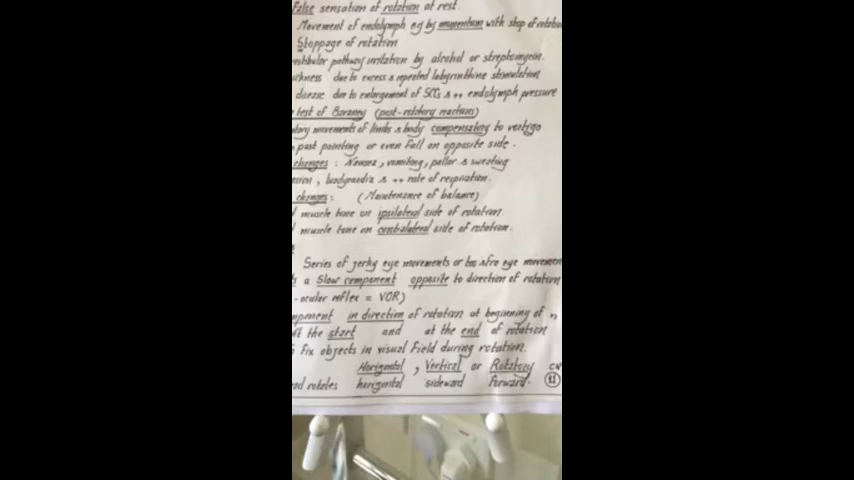 False sensation of rotation at rest.
Movement of endolymph e.g by momentum with stop of rotation
Stoppage of rotation
vestibular pathway irritation by alcohol or streptomycin.
sickness due to excess & repeated labyrinthine stimulation
disease due to enlargement of SCCs & ++ endolymph pressure
test of Barany (post-rotatory reactions)
movements of limbs & body compensating to vertigo
past pointing or even fall on opposite side.
changes: Nausea, vomiting, pallor & sweating
, bradycardia & ++ rate of respiration.
changes: (Maintenance of balance)
muscle tone on ipsilateral side of rotation.
muscle tone on contralateral side of rotation.
Series of jerky eye movements or to & fro eye movemen
a Slow component opposite to direction of rotation
-ocular reflex = VOR)
in direction of rotation at beginning of
at the start and at the end of rotation
fix objects in visual field during rotation.
Horizontal, Vertical or Rotatory
rotates horizontal sideward forward.